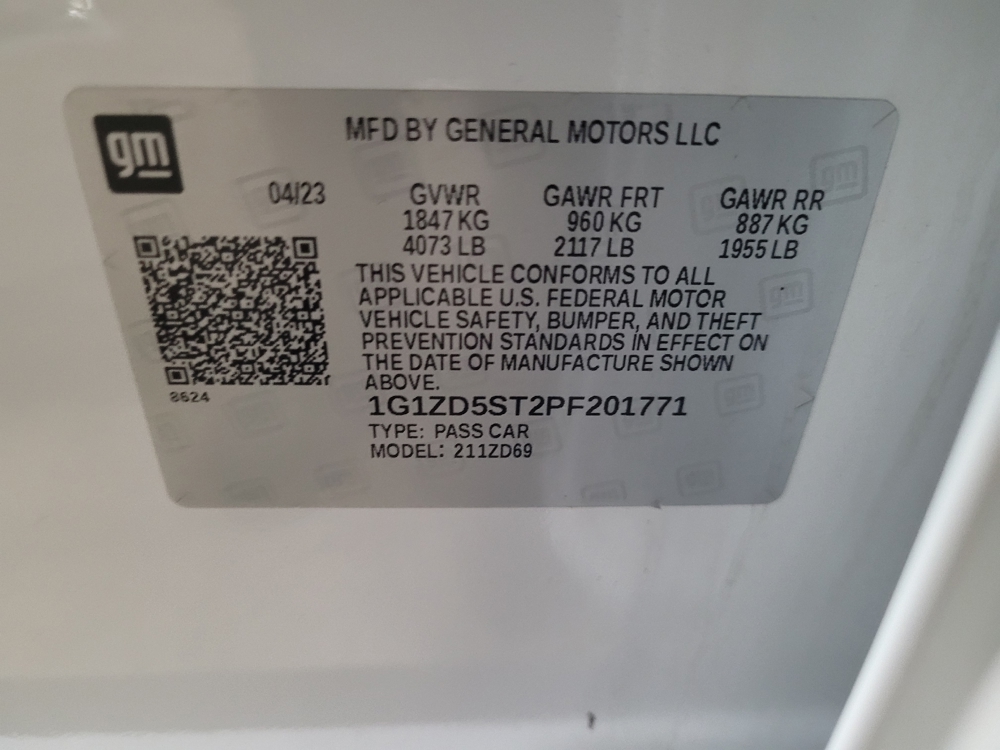 gm
MFD BY GENERAL MOTORS LLC
04/23 GVWR GAWR FRT GAWR RR
1847 KG 960 KG 887 KG
4073 LB 2117 LB 1955 LB
THIS VEHICLE CONFORMS TO ALL
APPLICABLE U.S. FEDERAL MOTOR
VEHICLE SAFETY, BUMPER, AND THEFT
PREVENTION STANDARDS IN EFFECT ON
THE DATE OF MANUFACTURE SHOWN
ABOVE.
8624
1G1ZD5ST2PF201771
TYPE: PASS CAR
MODEL: 211ZD69